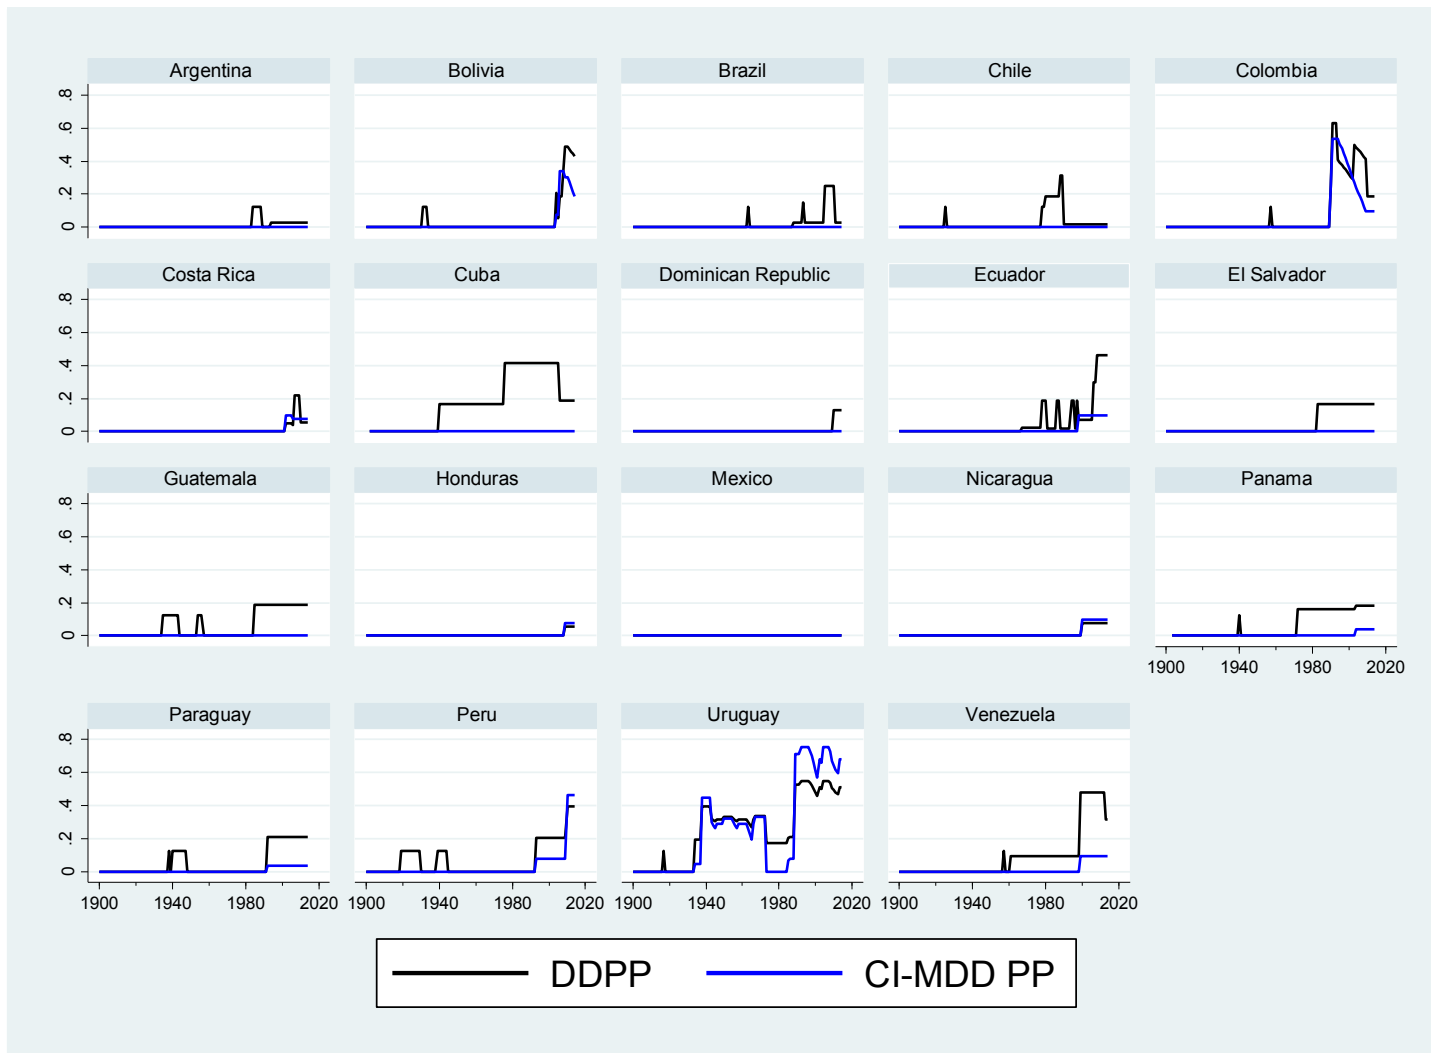 Argentina Bolivia Brazil Chile Colombia
.8
.6
.4
.2
0
Costa Rica Cuba Dominican Republic Ecuador El Salvador
.8
.6
.4
.2
0
Guatemala Honduras Mexico Nicaragua Panama
.8
.6
.4
.2
0
1900 1940 1980 2020
Paraguay Peru Uruguay Venezuela
.8
.6
.4
.2
0
1900 1940 1980 2020 1900 1940 1980 2020 1900 1940 1980 2020 1900 1940 1980 2020
DDPP CI-MDD PP